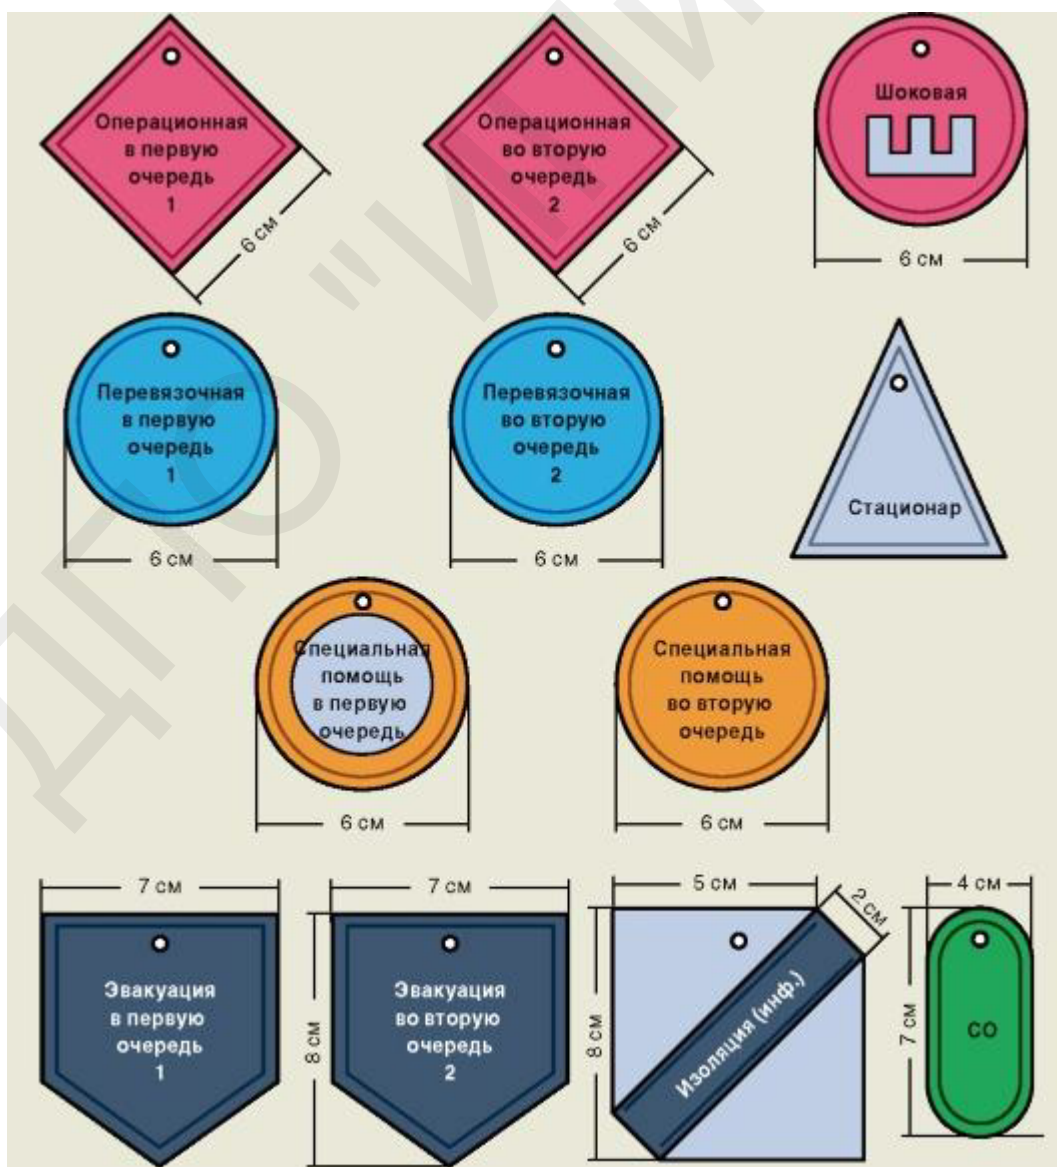 Операционная
в первую
очередь
1
6 см
Операционная
во вторую
очередь
2
6 см
Шоковая
6 см
Перевязочная
в первую
очередь
1
6 см
Перевязочная
во вторую
очередь
2
6 см
Стационар
Специальная
помощь
в первую
очередь
6 см
Специальная
помощь
во вторую
очередь
6 см
7 см
Эвакуация
в первую
очередь
1
7 см
8 см
Эвакуация
во вторую
очередь
2
5 см
2 см
8 см
Изоляция (инф.)
4 см
7 см
СО
ДПО